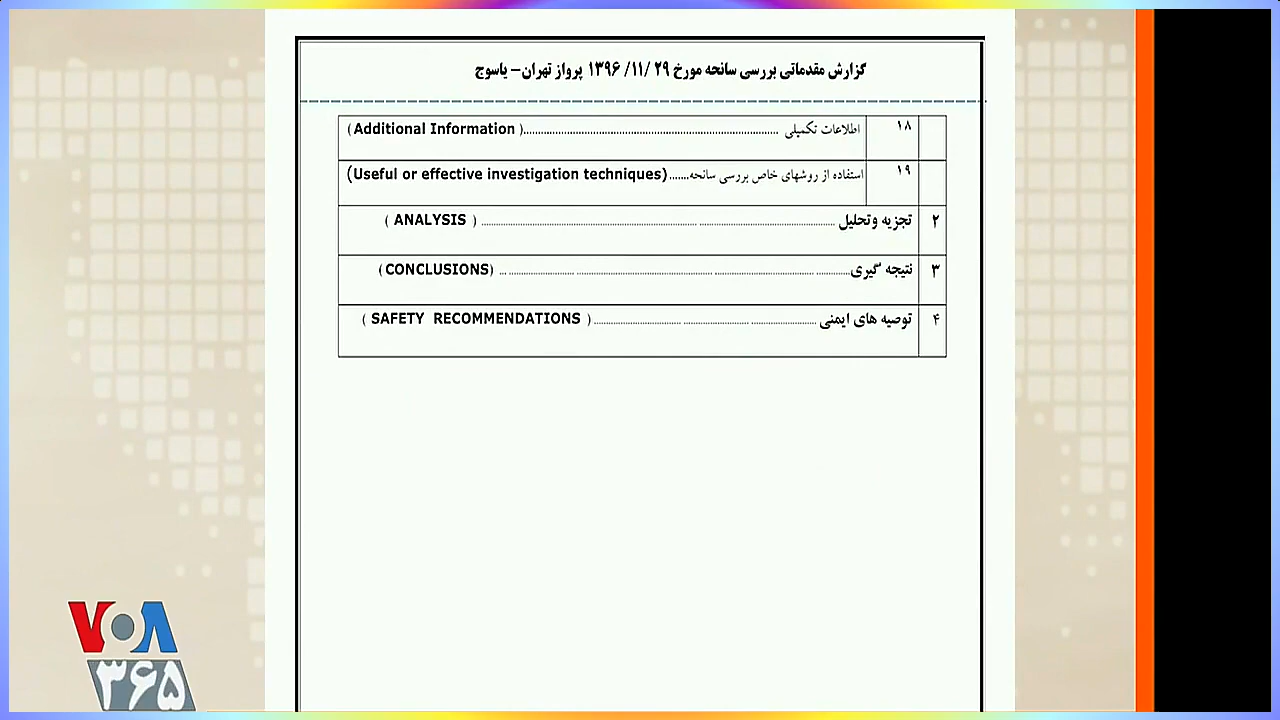 گزارش مقدماتی بررسی سانحه مورخ ۲۹ /۱۱/ ۱۳۹۶ پرواز تهران– یاسوج
۱۸ اطلاعات تکمیلی ........ (Additional Information )
۱۹ استفاده از روشهای خاص بررسی سانحه.......(Useful or effective investigation techniques)
۲ تجزیه وتحلیل ........ ( ANALYSIS )
۳ نتیجه گیری........ (CONCLUSIONS)
۴ توصیه های ایمنی ........ ( SAFETY RECOMMENDATIONS )
VOA
۳۶۵